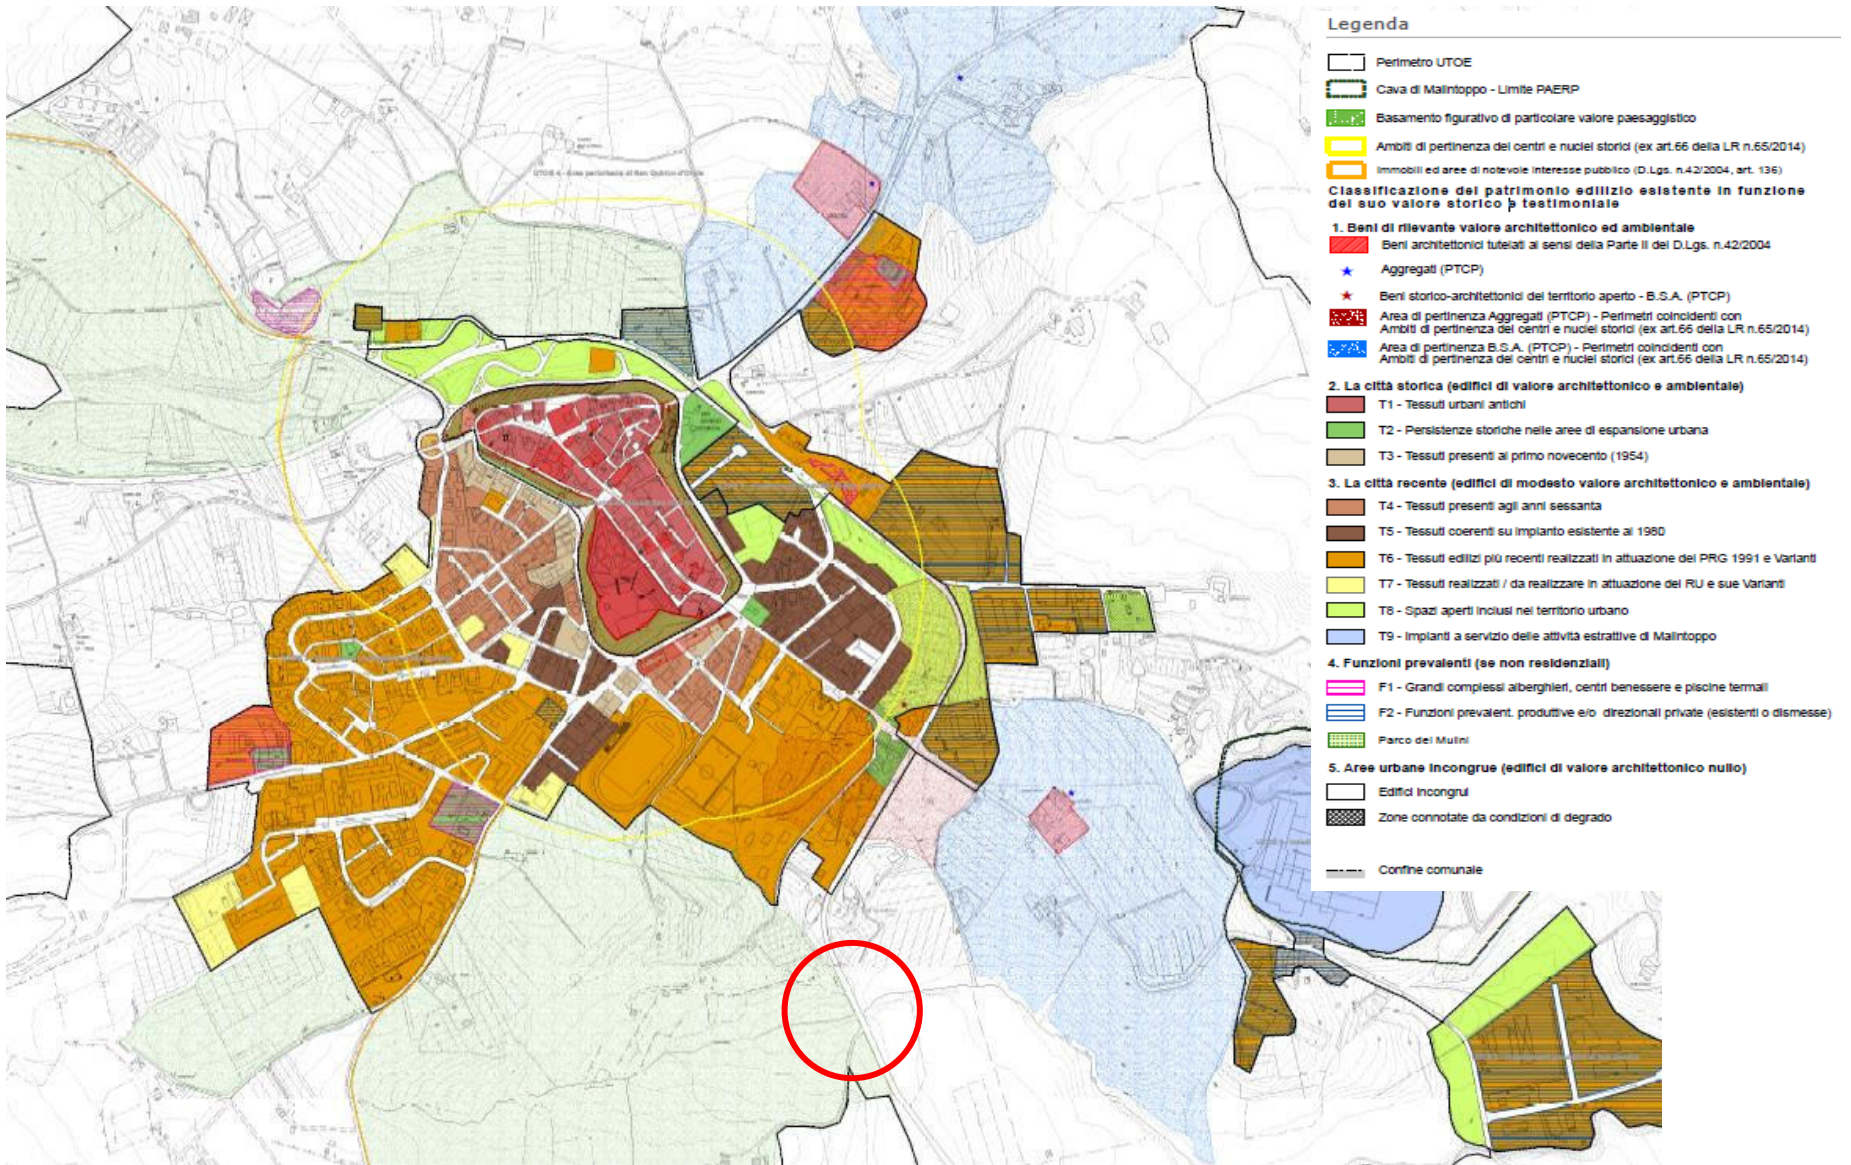 Legenda
Perimetro UTOE
Cava di Malintoppo - Limite PAERP
Basamento figurativo di particolare valore paesaggistico
Ambiti di pertinenza dei centri e nuclei storici (ex art.66 della LR n.65/2014)
Immobili ed aree di notevole interesse pubblico (D.Lgs. n.42/2004, art. 136)
Classificazione del patrimonio edilizio esistente in funzione
del suo valore storico e testimoniale
1. Beni di rilevante valore architettonico ed ambientale
Beni architettonici tutelati ai sensi della Parte II del D.Lgs. n.42/2004
Aggregati (PTCP)
Beni storico-architettonici del territorio aperto - B.S.A. (PTCP)
Area di pertinenza Aggregati (PTCP) - Perimetri coincidenti con
Ambiti di pertinenza dei centri e nuclei storici (ex art.66 della LR n.65/2014)
Area di pertinenza B.S.A. (PTCP) - Perimetri coincidenti con
Ambiti di pertinenza dei centri e nuclei storici (ex art.66 della LR n.65/2014)
2. La città storica (edifici di valore architettonico e ambientale)
T1 - Tessuti urbani antichi
T2 - Persistenze storiche nelle aree di espansione urbana
T3 - Tessuti presenti al primo novecento (1954)
3. La città recente (edifici di modesto valore architettonico e ambientale)
T4 - Tessuti presenti agli anni sessanta
T5 - Tessuti coerenti su impianto esistente al 1980
T6 - Tessuti edilizi più recenti realizzati in attuazione del PRG 1991 e Varianti
T7 - Tessuti realizzati / da realizzare in attuazione del RU e sue Varianti
T8 - Spazi aperti inclusi nel territorio urbano
T9 - Impianti a servizio delle attività estrattive di Malintoppo
4. Funzioni prevalenti (se non residenziali)
F1 - Grandi complessi alberghieri, centri benessere e piscine termali
F2 - Funzioni prevalent. produttive e/o direzionali private (esistenti o dismesse)
Parco dei Mulini
5. Aree urbane incongrue (edifici di valore architettonico nullo)
Edifici incongrui
Zone connotate da condizioni di degrado
Confine comunale